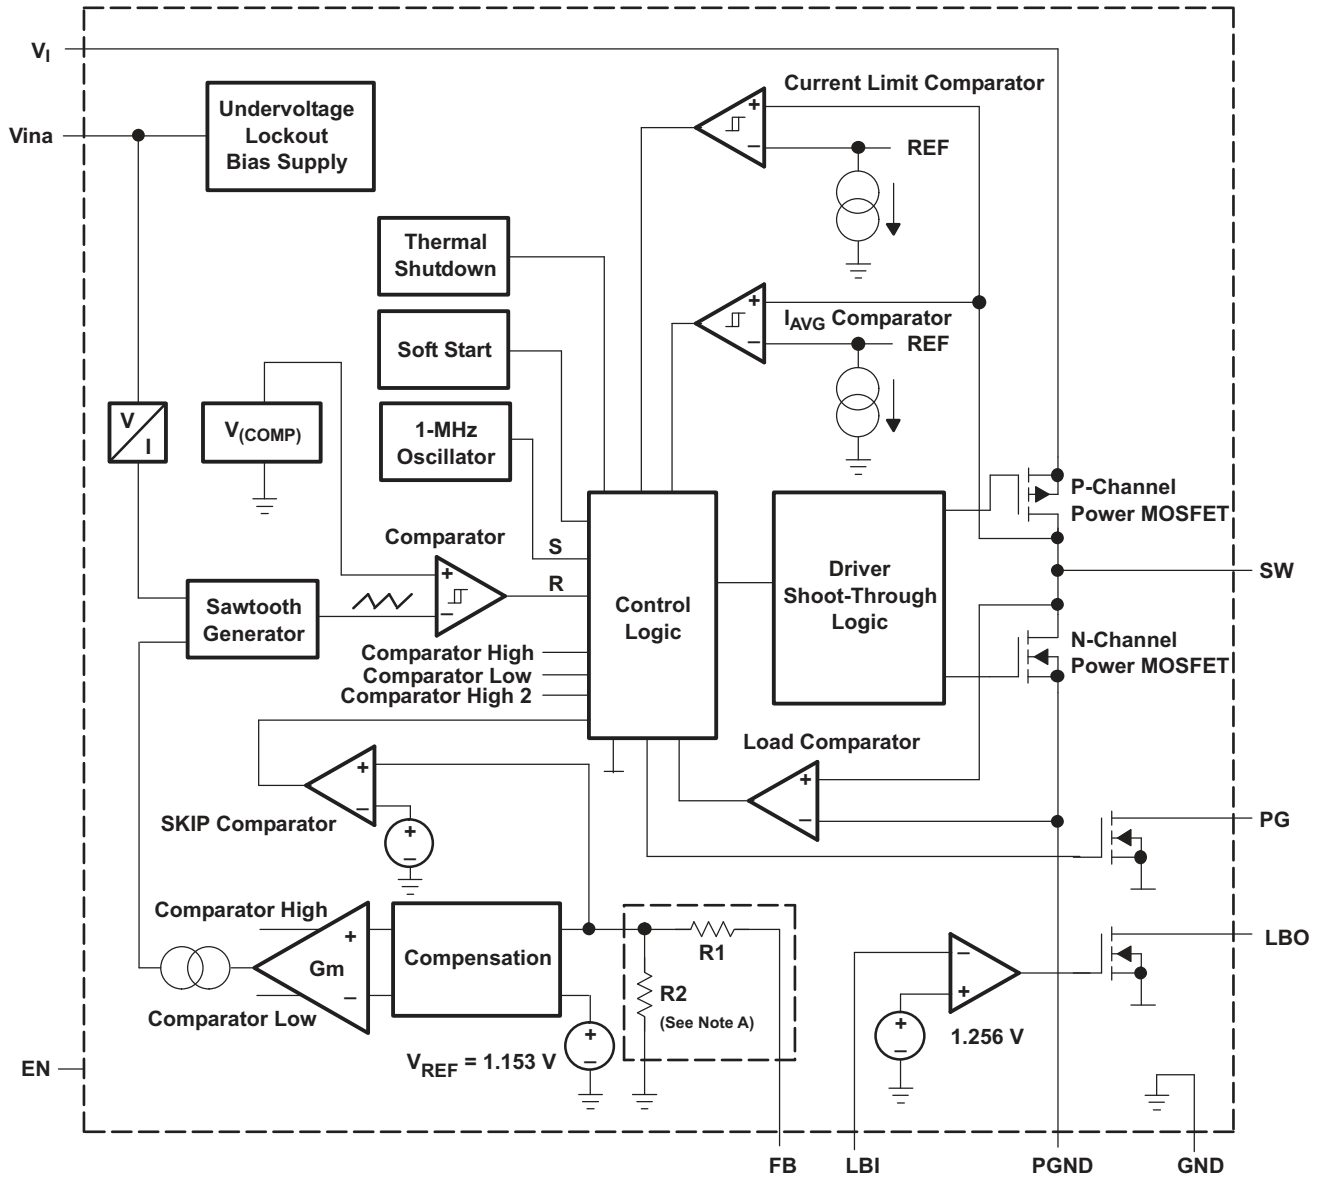 V_I
Current Limit Comparator
Undervoltage
Lockout
Bias Supply
Vina
+
−
REF
Thermal
Shutdown
+
I_AVG Comparator
−
REF
Soft Start
V
I
V(COMP)
1-MHz
Oscillator
P-Channel
Power MOSFET
Comparator
S
SW
+
R
−
Driver
Shoot-Through
Logic
Sawtooth
Generator
Control
Logic
N-Channel
Power MOSFET
Comparator High
Comparator Low
Comparator High 2
Load Comparator
+
−
+
−
SKIP Comparator
+
−
PG
Comparator High
+
Gm
−
Comparator Low
Compensation
R1
R2
(See Note A)
LBO
−
+
+
−
1.256 V
V_REF = 1.153 V
+
−
EN
FB
LBI
PGND
GND